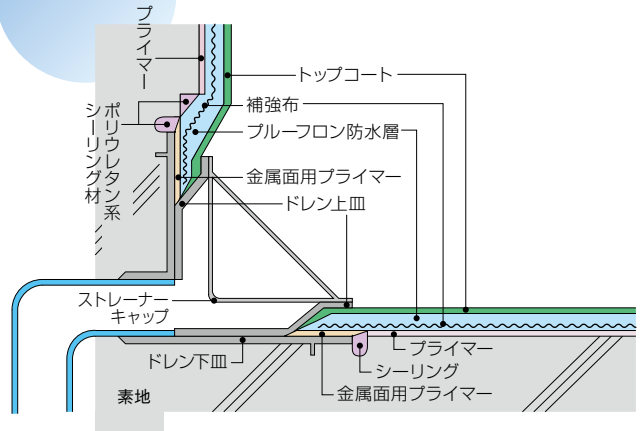 プライマー
トップコート
補強布
プルーフロン防水層
ポリウレタン系
シーリング材
金属面用プライマー
ドレン上皿
ストレーナー
キャップ
ドレン下皿
プライマー
シーリング
金属面用プライマー
素地